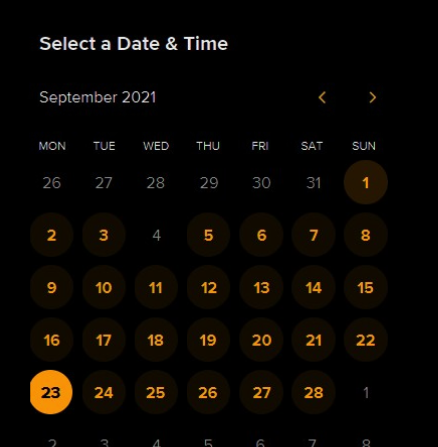 Select a Date & Time
September 2021
MON TUE WED THU FRI SAT SUN
26 27 28 29 30 31 1
2 3 4 5 6 7 8
9 10 11 12 13 14 15
16 17 18 19 20 21 22
23 24 25 26 27 28 1
2 3 4 5 6 7 8